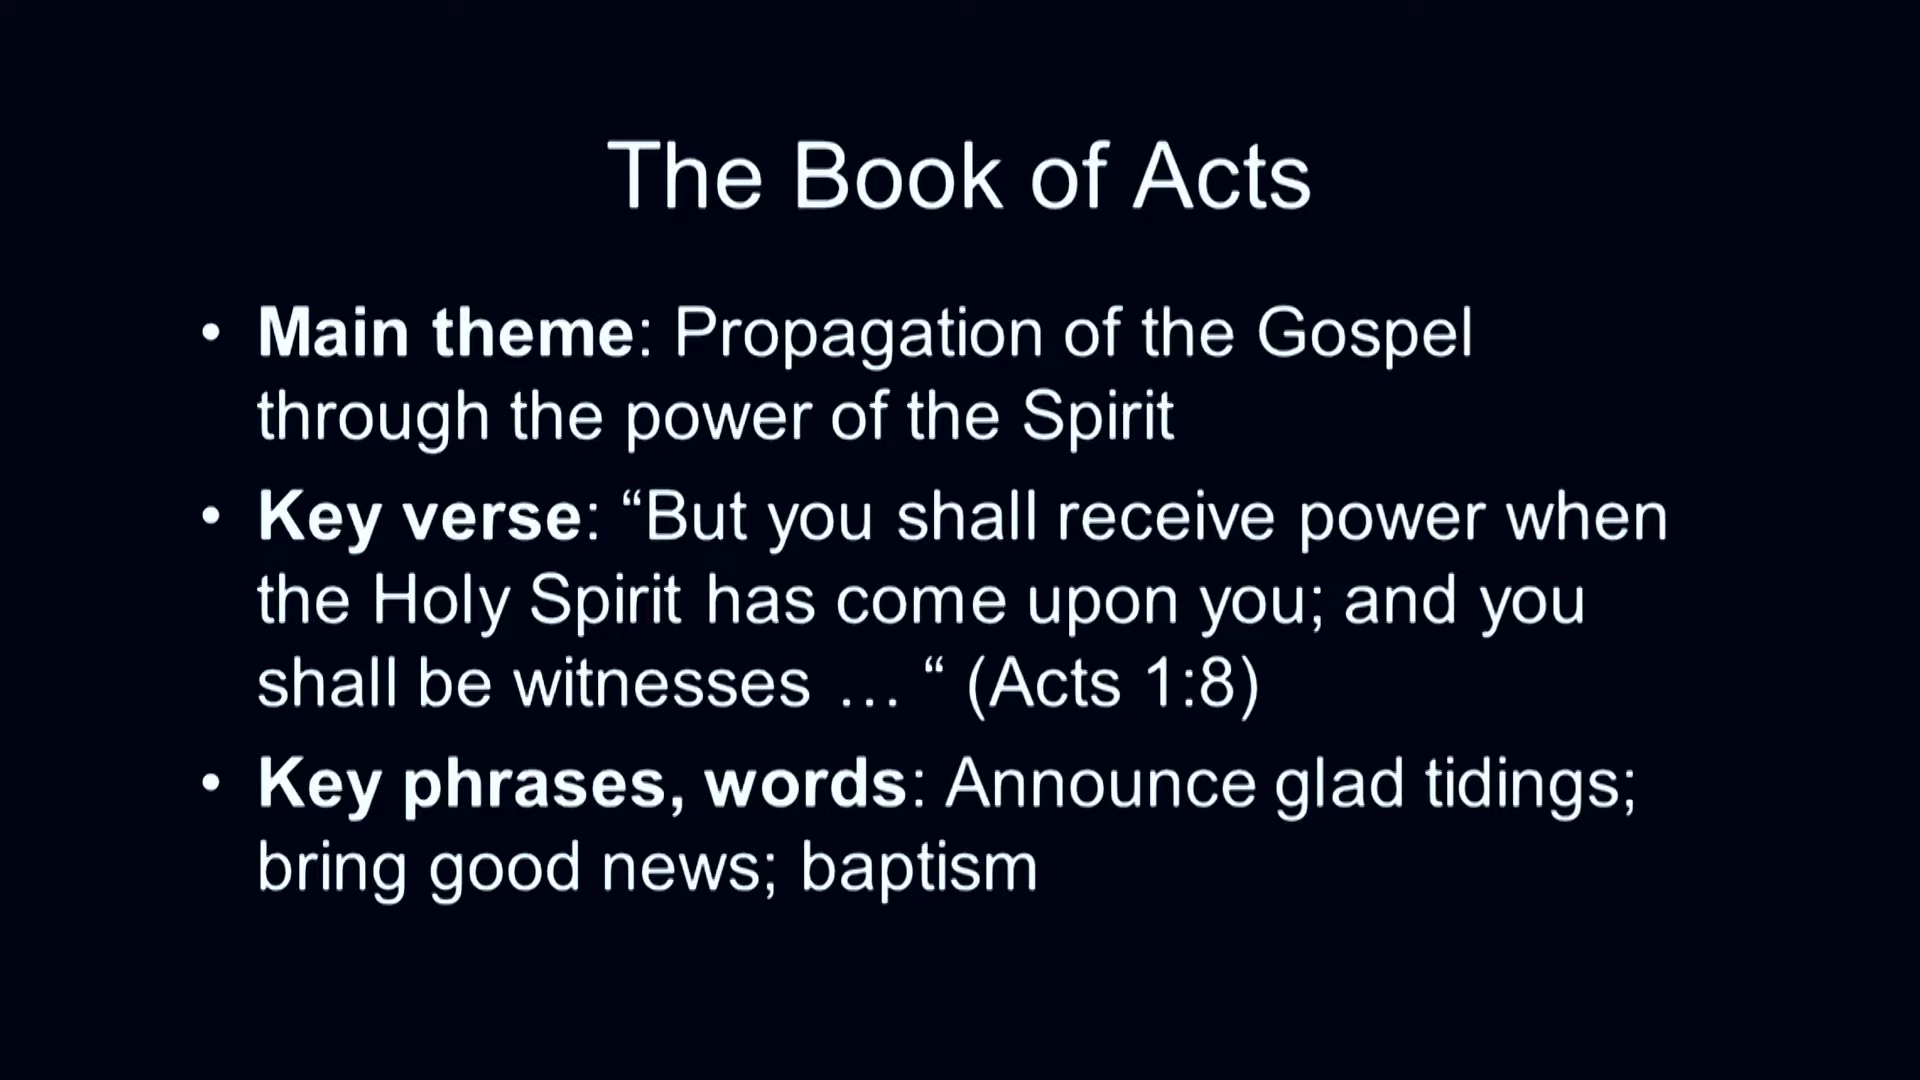 The Book of Acts
• Main theme: Propagation of the Gospel
through the power of the Spirit
• Key verse: “But you shall receive power when
the Holy Spirit has come upon you; and you
shall be witnesses … “ (Acts 1:8)
• Key phrases, words: Announce glad tidings;
bring good news; baptism